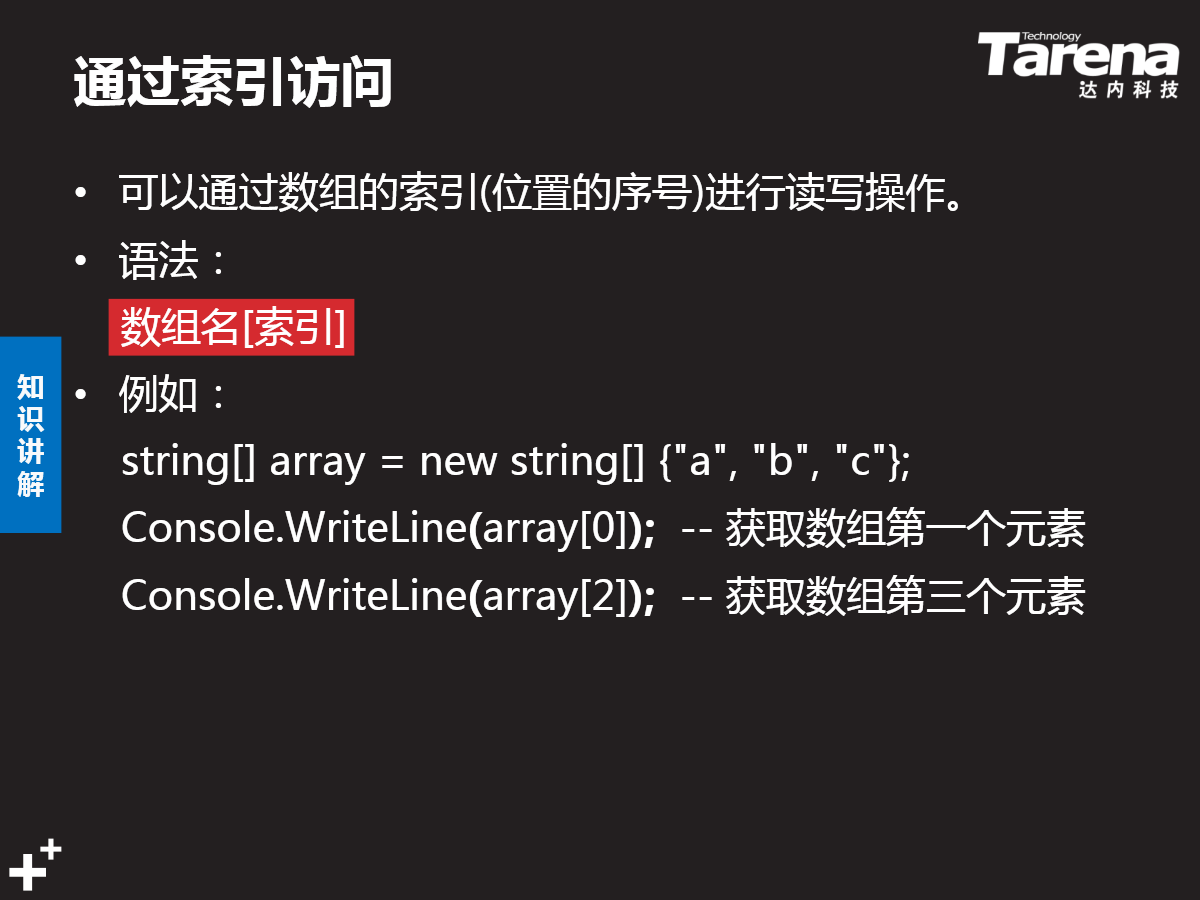 通过索引访问
Technology
Tarena
达内科技
• 可以通过数组的索引(位置的序号)进行读写操作。
• 语法：
数组名[索引]
• 例如：
string[] array = new string[] {"a", "b", "c"};
Console.WriteLine(array[0]); -- 获取数组第一个元素
Console.WriteLine(array[2]); -- 获取数组第三个元素
知识讲解